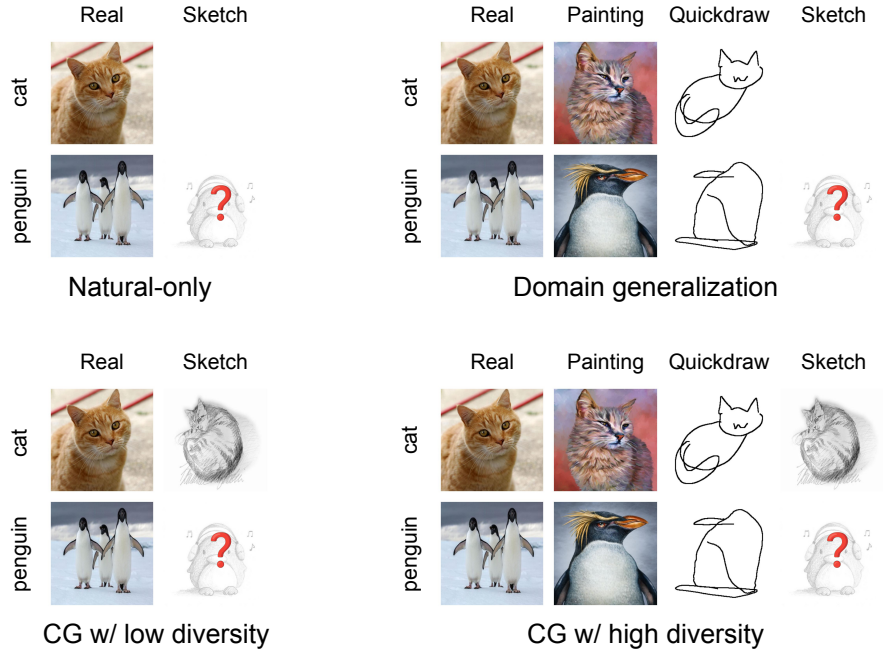 Real Sketch
cat
penguin
?
Natural-only
Real Painting Quickdraw Sketch
cat
penguin
?
Domain generalization
Real Sketch
cat
penguin
?
CG w/ low diversity
Real Painting Quickdraw Sketch
cat
penguin
?
CG w/ high diversity